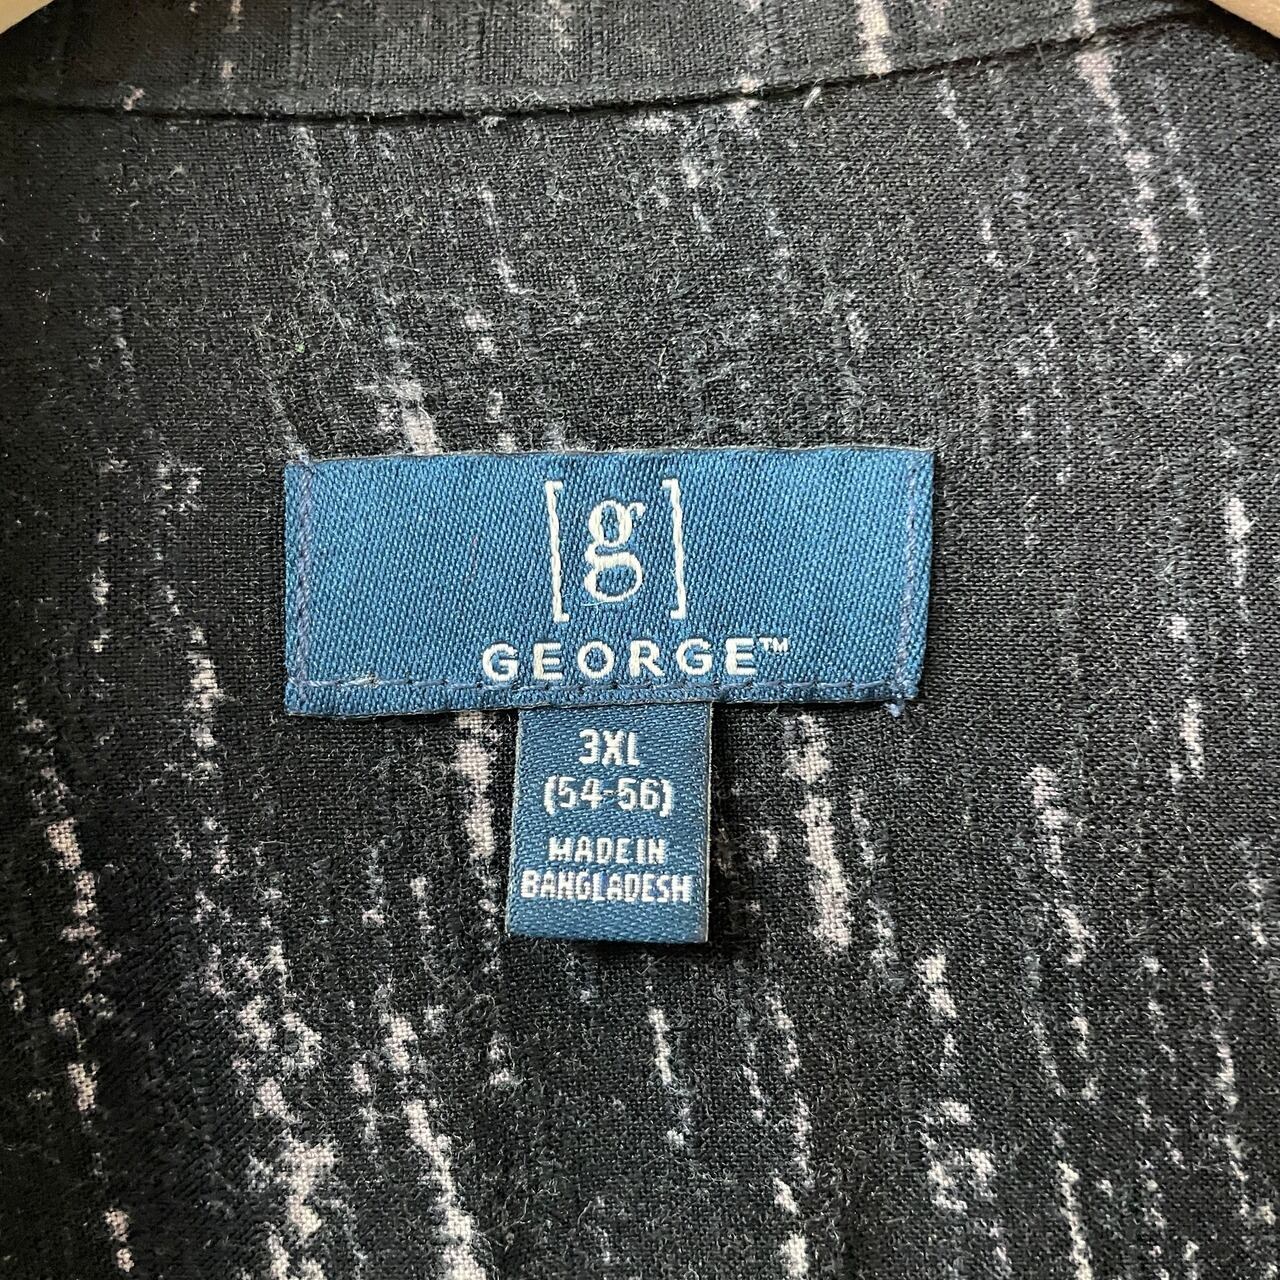 [g]
GEORGE™
3XL
(54-56)
MADE IN
BANGLADESH